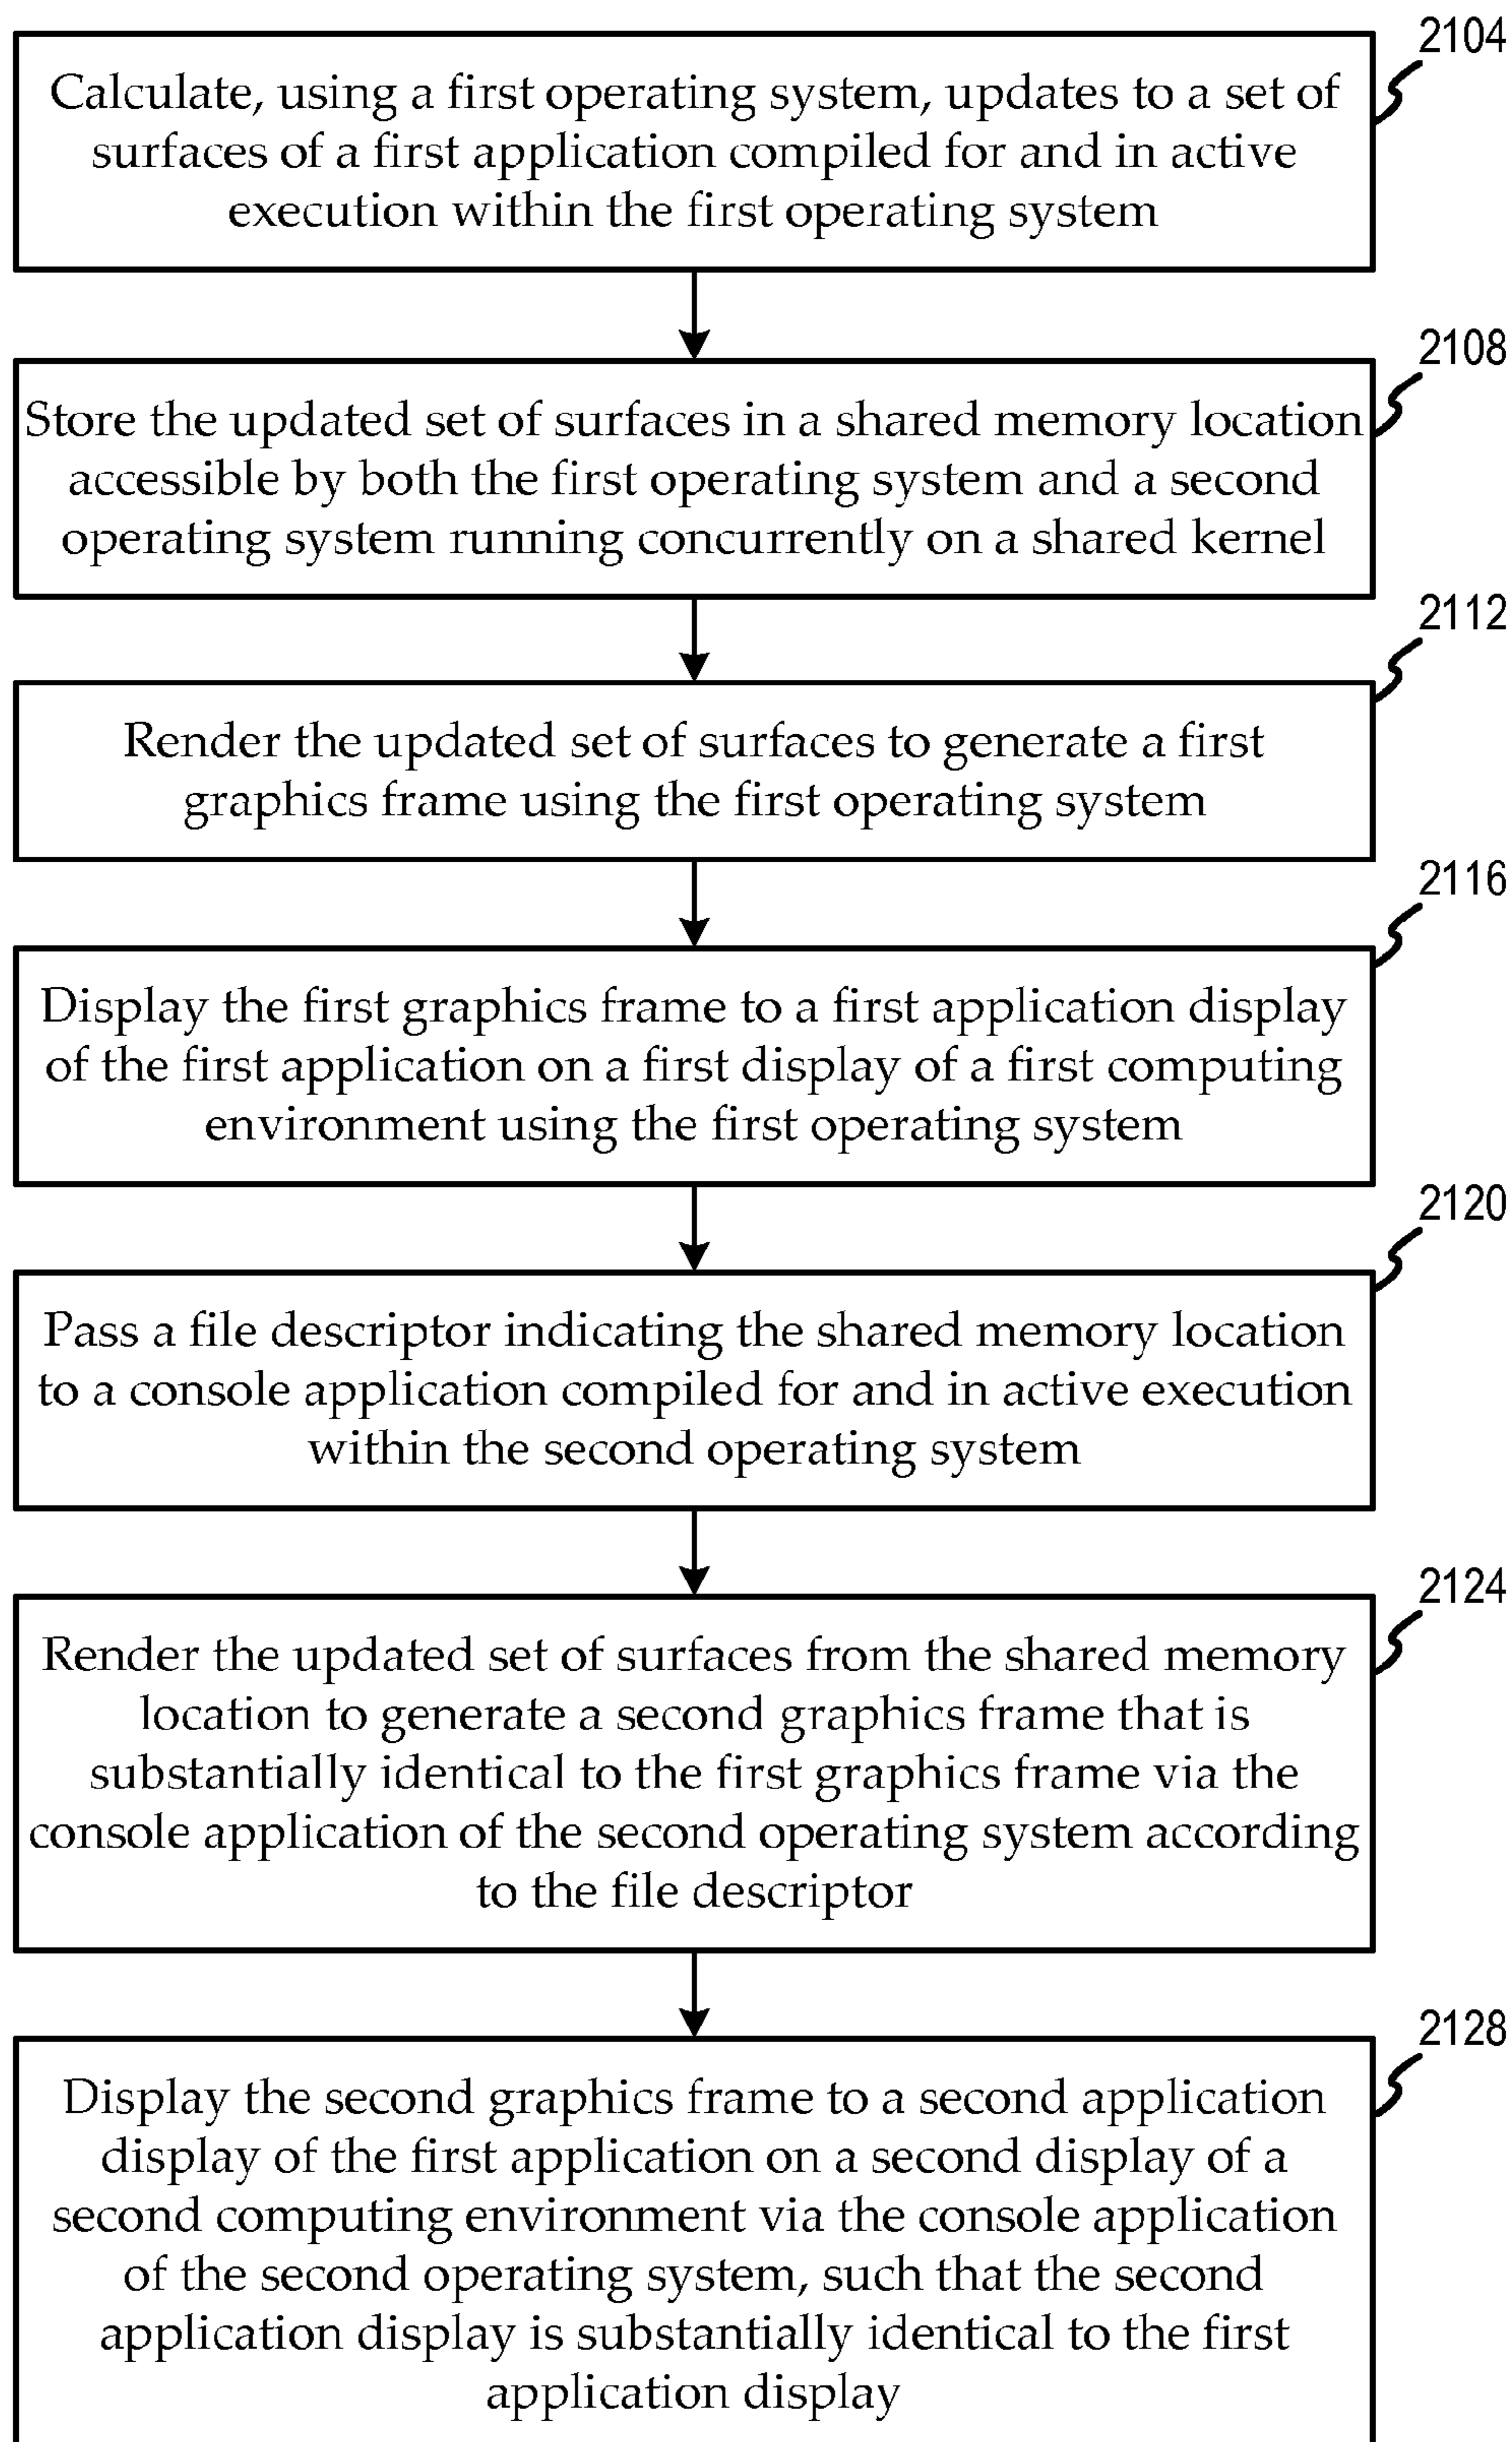 2104
Calculate, using a first operating system, updates to a set of
surfaces of a first application compiled for and in active
execution within the first operating system
2108
Store the updated set of surfaces in a shared memory location
accessible by both the first operating system and a second
operating system running concurrently on a shared kernel
2112
Render the updated set of surfaces to generate a first
graphics frame using the first operating system
2116
Display the first graphics frame to a first application display
of the first application on a first display of a first computing
environment using the first operating system
2120
Pass a file descriptor indicating the shared memory location
to a console application compiled for and in active execution
within the second operating system
2124
Render the updated set of surfaces from the shared memory
location to generate a second graphics frame that is
substantially identical to the first graphics frame via the
console application of the second operating system according
to the file descriptor
2128
Display the second graphics frame to a second application
display of the first application on a second display of a
second computing environment via the console application
of the second operating system, such that the second
application display is substantially identical to the first
application display